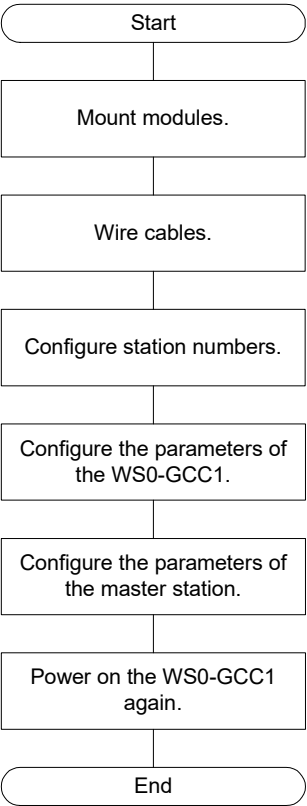 Start
Mount modules.
Wire cables.
Configure station numbers.
Configure the parameters of
the WS0-GCC1.
Configure the parameters of
the master station.
Power on the WS0-GCC1
again.
End